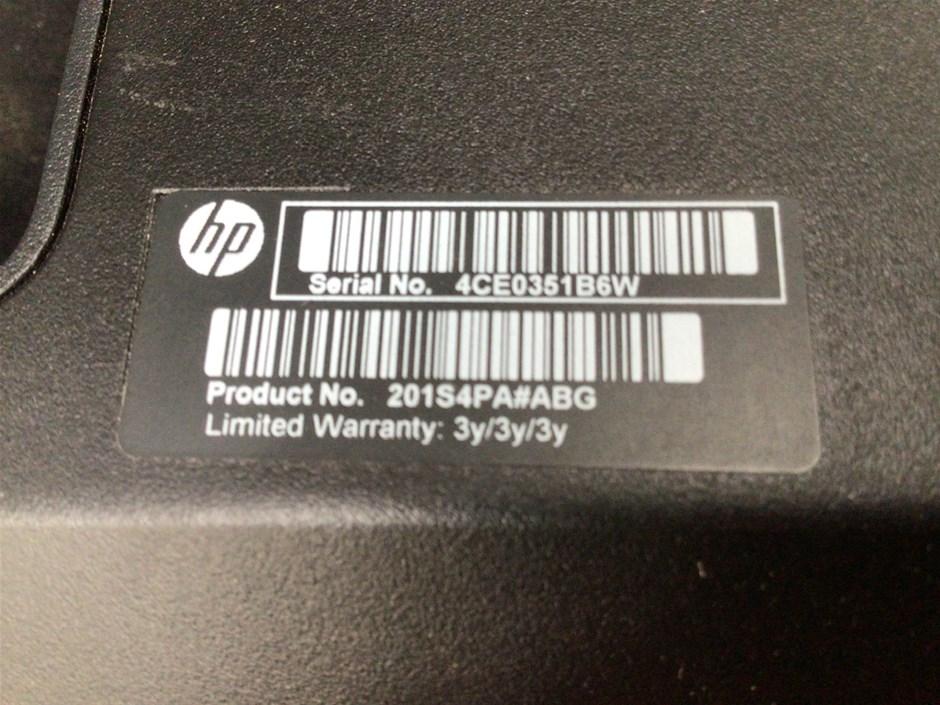 hp
Serial No. 4CE0351B6W
Product No. 201S4PA#ABG
Limited Warranty: 3y/3y/3y